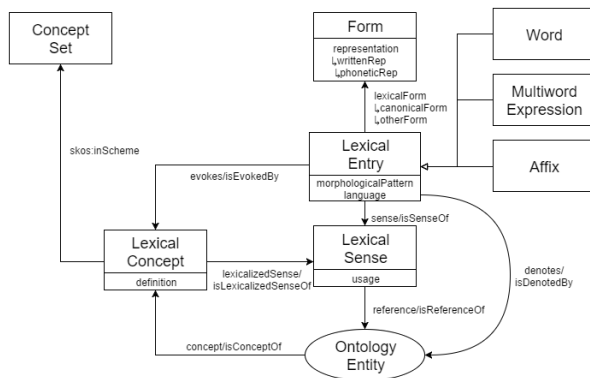 Concept
Set
Form
representation
↳writtenRep
↳phoneticRep
Word
Multiword
Expression
Affix
lexicalForm
↳canonicalForm
↳otherForm
skos:inScheme
Lexical
Entry
morphologicalPattern
language
evokes/isEvokedBy
sense/isSenseOf
Lexical
Concept
definition
lexicalizedSense/
isLexicalizedSenseOf
Lexical
Sense
usage
denotes/
isDenotedBy
reference/isReferenceOf
concept/isConceptOf
Ontology
Entity